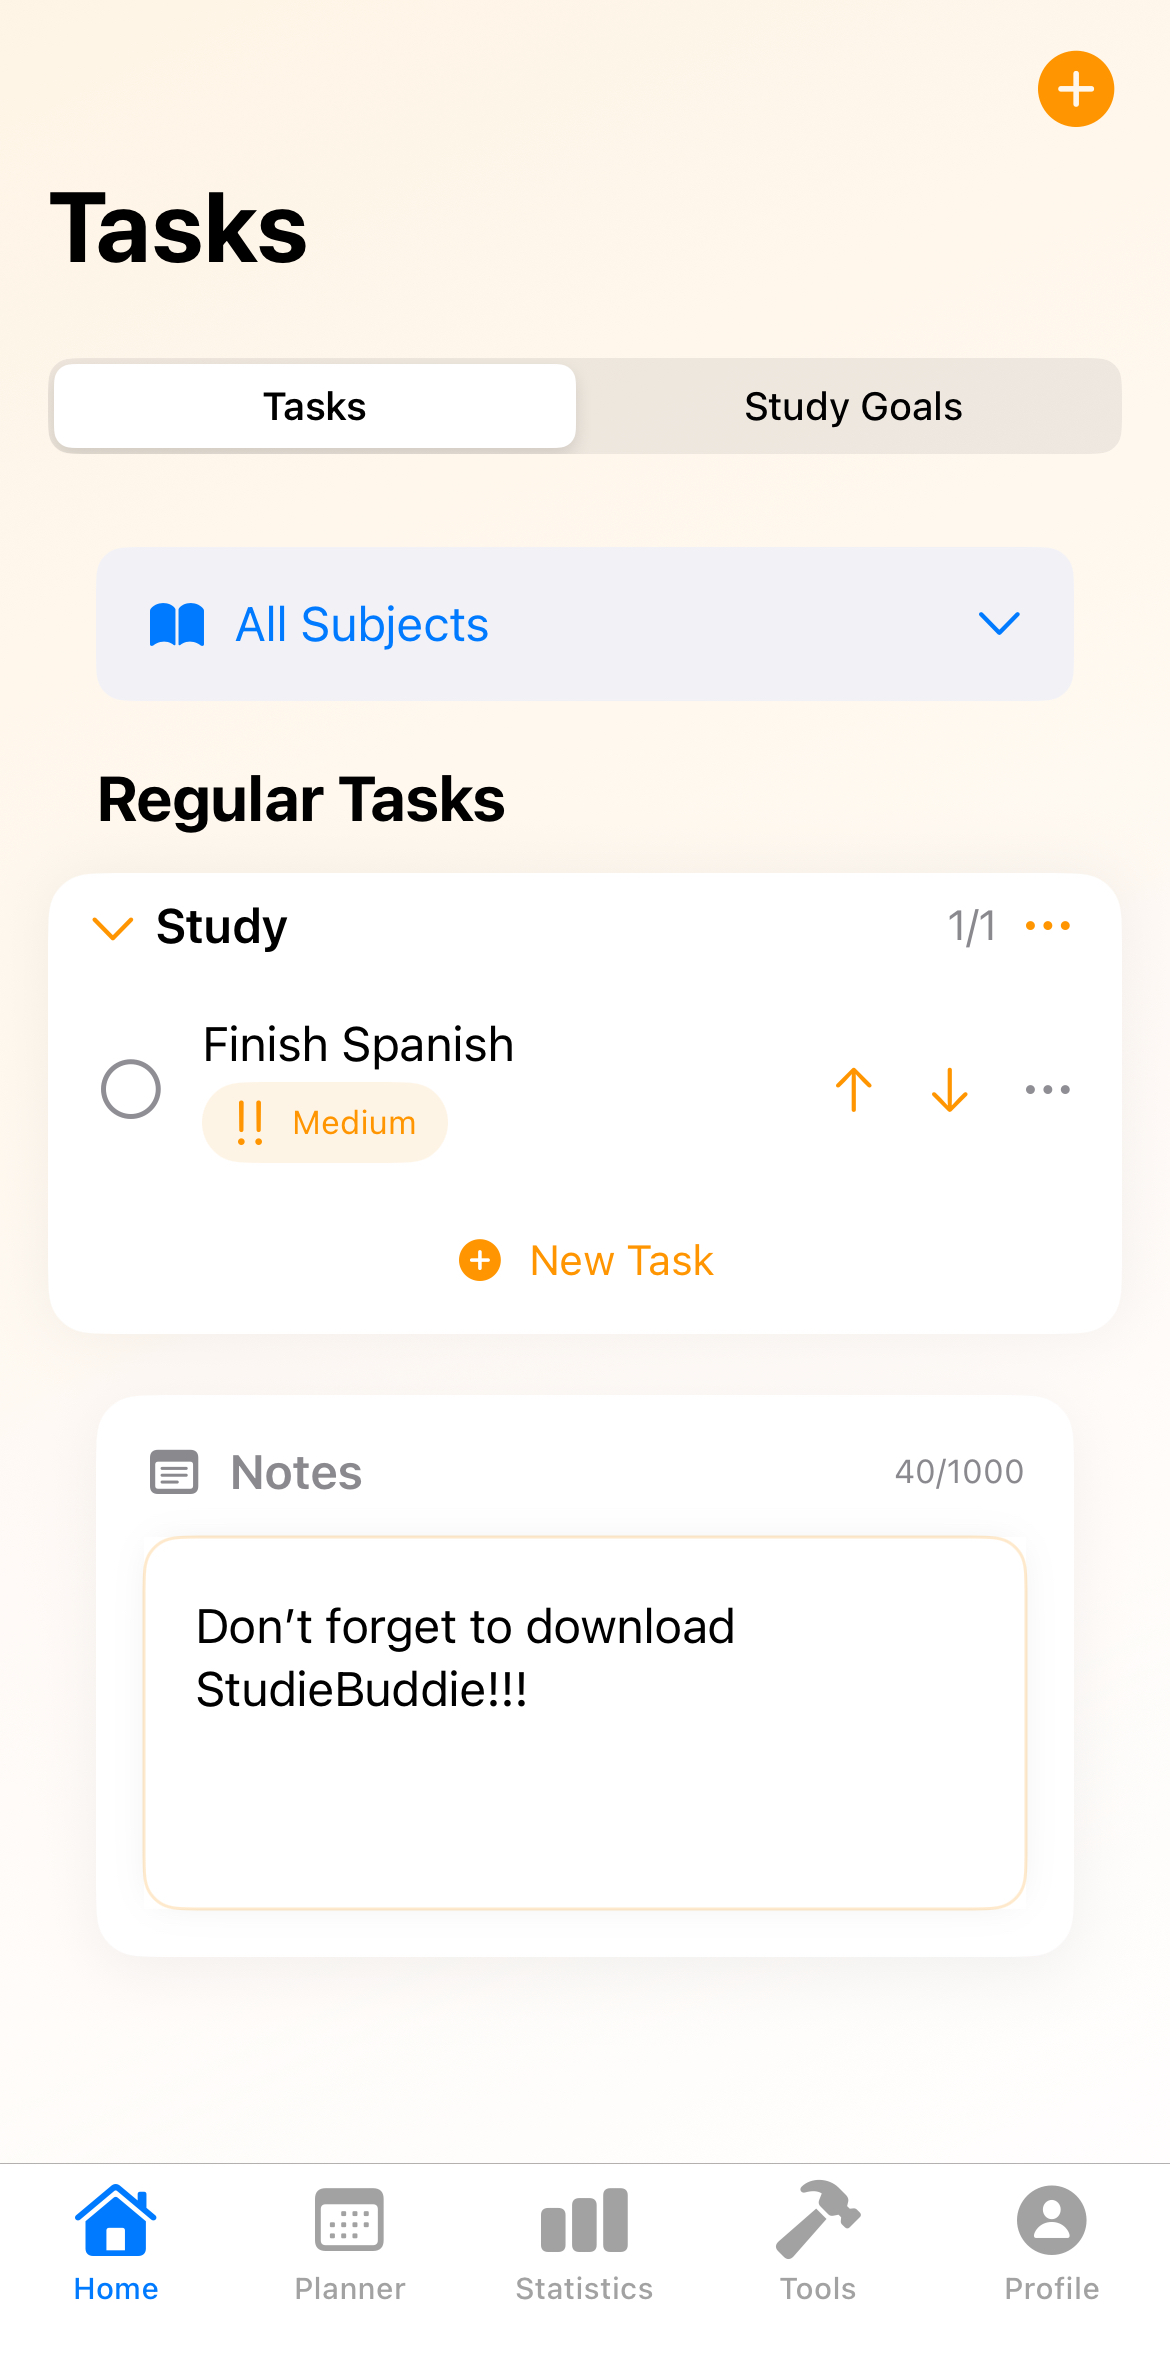 Tasks
Tasks
Study Goals
All Subjects
Regular Tasks
Study
1/1
Finish Spanish
!! Medium
New Task
Notes
40/1000
Don’t forget to download
StudieBuddie!!!
Home
Planner
Statistics
Tools
Profile